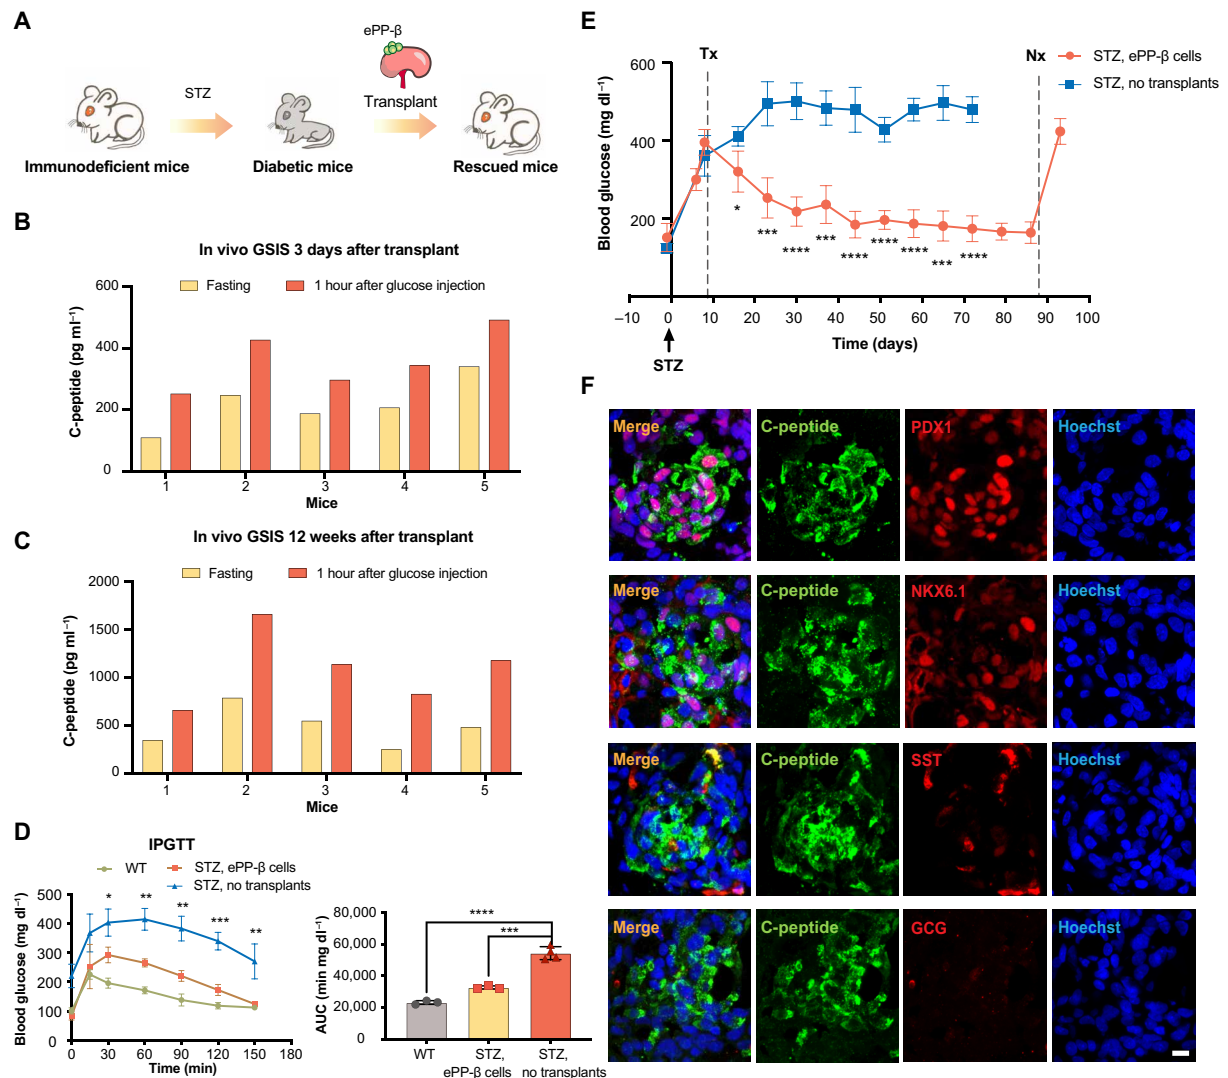 A
ePP-β
STZ
Transplant
Immunodeficient mice
Diabetic mice
Rescued mice
B
In vivo GSIS 3 days after transplant
Fasting
1 hour after glucose injection
C-peptide (pg ml⁻¹)
600
400
200
0
1 2 3 4 5
Mice
C
In vivo GSIS 12 weeks after transplant
Fasting
1 hour after glucose injection
C-peptide (pg ml⁻¹)
2000
1500
1000
500
0
1 2 3 4 5
Mice
D
IPGTT
WT
STZ, ePP-β cells
STZ, no transplants
Blood glucose (mg dl⁻¹)
500
400
300
200
100
0
* ** ** *** **
0 30 60 90 120 150 180
Time (min)
AUC (min mg dl⁻¹)
80,000
60,000
40,000
20,000
0
****
***
WT
STZ, ePP-β cells
STZ, no transplants
E
Tx
Nx
STZ, ePP-β cells
STZ, no transplants
Blood glucose (mg dl⁻¹)
600
400
200
* *** **** *** **** **** **** *** ****
–10 0 10 20 30 40 50 60 70 80 90 100
Time (days)
STZ
F
Merge C-peptide PDX1 Hoechst
Merge C-peptide NKX6.1 Hoechst
Merge C-peptide SST Hoechst
Merge C-peptide GCG Hoechst